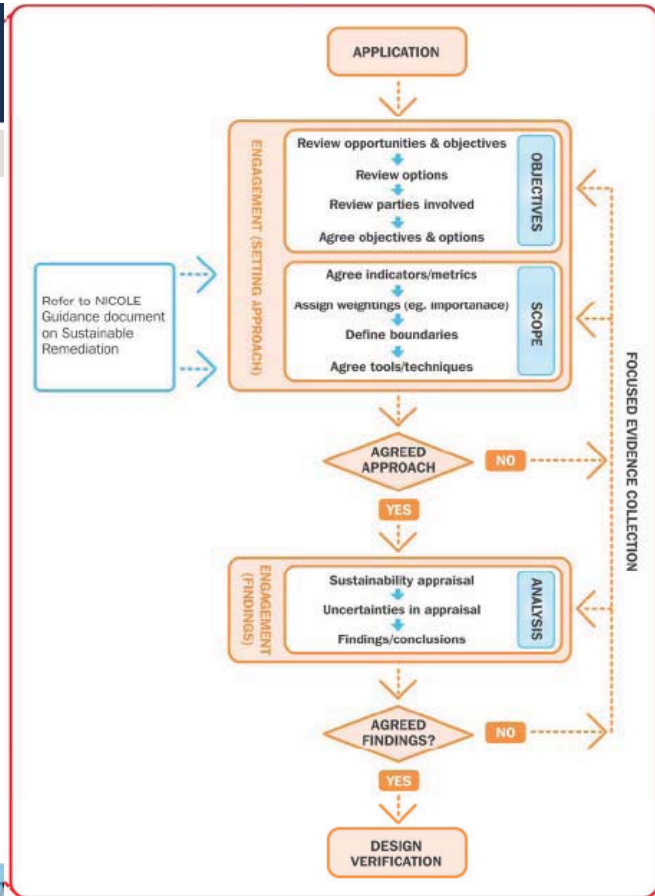 APPLICATION
ENGAGEMENT (SETTING APPROACH)
Review opportunities & objectives
Review options
Review parties involved
Agree objectives & options
OBJECTIVES
Agree indicators/metrics
Assign weightings (eg. importanace)
Define boundaries
Agree tools/techniques
SCOPE
Refer to NICOLE
Guidance document
on Sustainable
Remediation
FOCUSED EVIDENCE COLLECTION
AGREED
APPROACH
NO
YES
ENGAGEMENT
(FINDINGS)
Sustainability appraisal
Uncertainties in appraisal
Findings/conclusions
ANALYSIS
AGREED
FINDINGS?
NO
YES
DESIGN
VERIFICATION